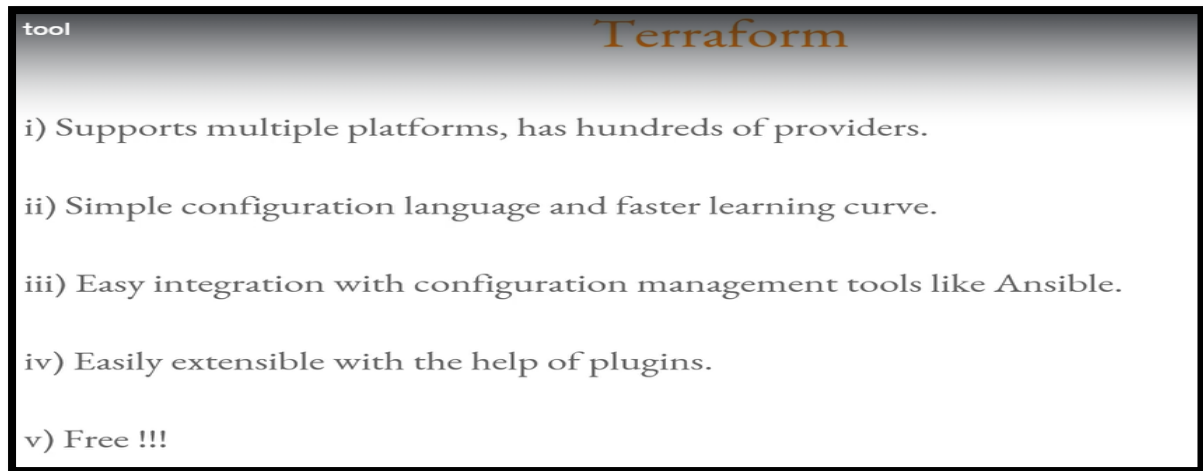 tool
Terraform
i) Supports multiple platforms, has hundreds of providers.
ii) Simple configuration language and faster learning curve.
iii) Easy integration with configuration management tools like Ansible.
iv) Easily extensible with the help of plugins.
v) Free !!!